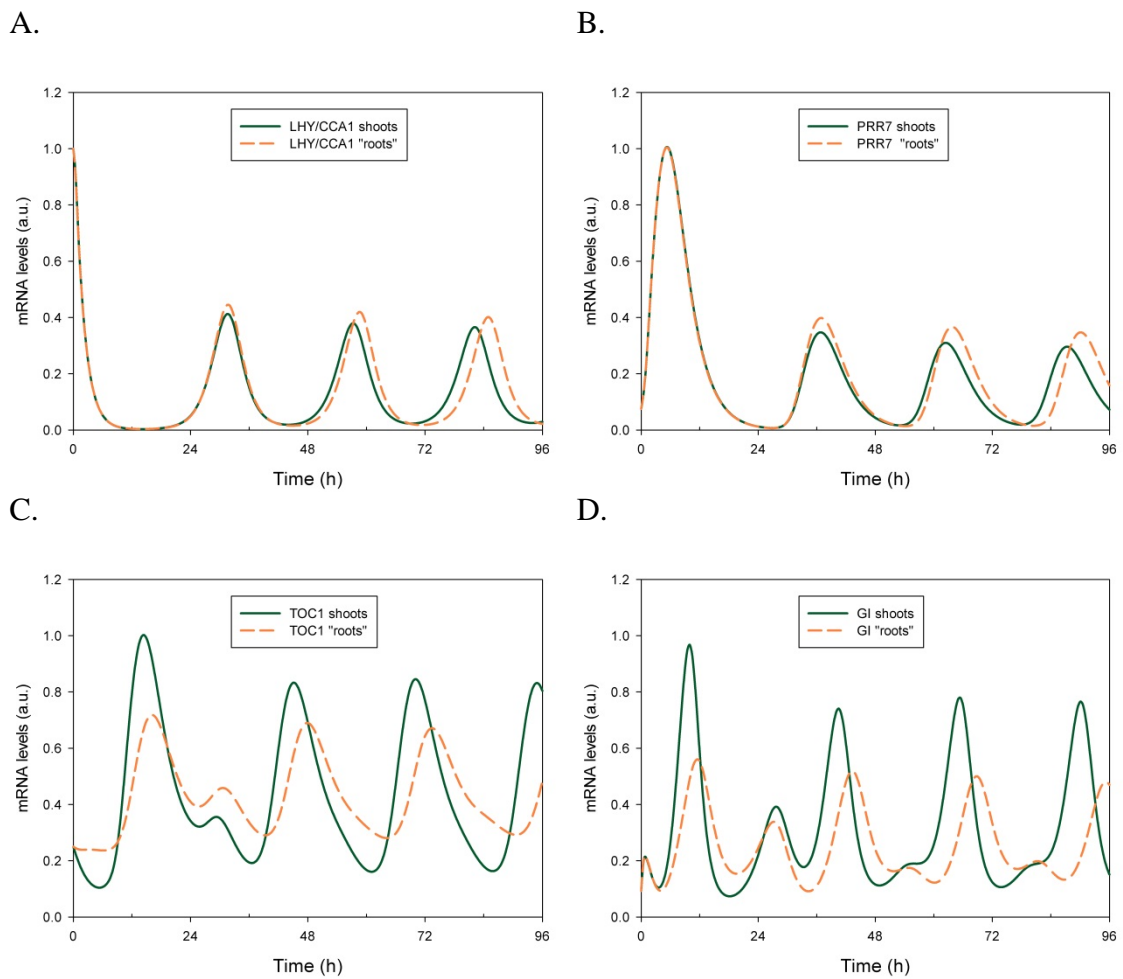 A.
B.
1.2
1.0
0.8
0.6
0.4
0.2
0.0
mRNA levels (a.u.)
LHY/CCA1 shoots
LHY/CCA1 "roots"
0 24 48 72 96
Time (h)
1.2
1.0
0.8
0.6
0.4
0.2
0.0
mRNA levels (a.u.)
PRR7 shoots
PRR7 "roots"
0 24 48 72 96
Time (h)
C.
D.
1.2
1.0
0.8
0.6
0.4
0.2
0.0
mRNA levels (a.u.)
TOC1 shoots
TOC1 "roots"
0 24 48 72 96
Time (h)
1.2
1.0
0.8
0.6
0.4
0.2
0.0
mRNA levels (a.u.)
GI shoots
GI "roots"
0 24 48 72 96
Time (h)